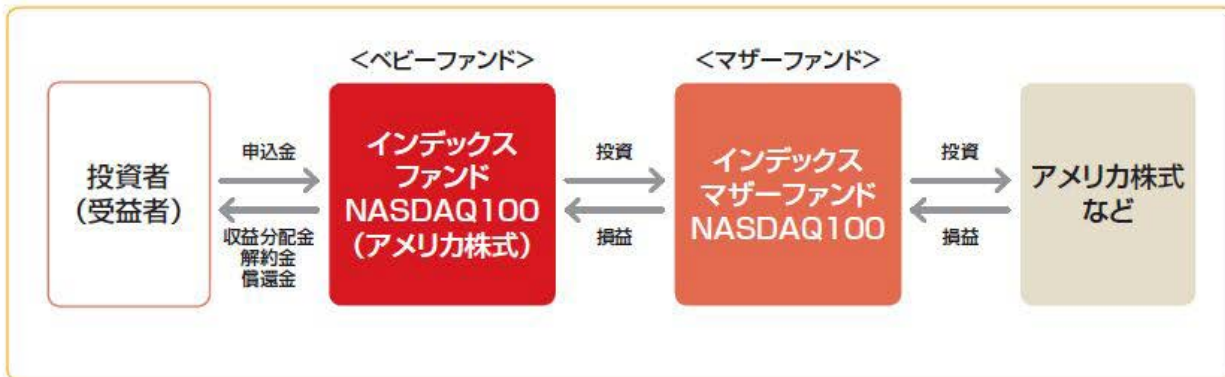 <ベビーファンド>
<マザーファンド>
投資者
(受益者)
申込金
収益分配金
解約金
償還金
インデックス
ファンド
NASDAQ100
(アメリカ株式)
投資
損益
インデックス
マザーファンド
NASDAQ100
投資
損益
アメリカ株式
など